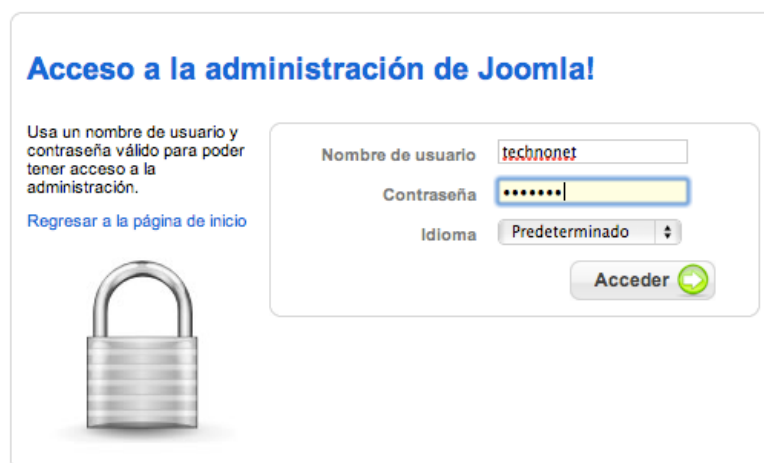 Acceso a la administración de Joomla!
Usa un nombre de usuario y
contraseña válido para poder
tener acceso a la
administración.
Regresar a la página de inicio
Nombre de usuario technonet
Contraseña •••••••
Idioma Predeterminado
Acceder